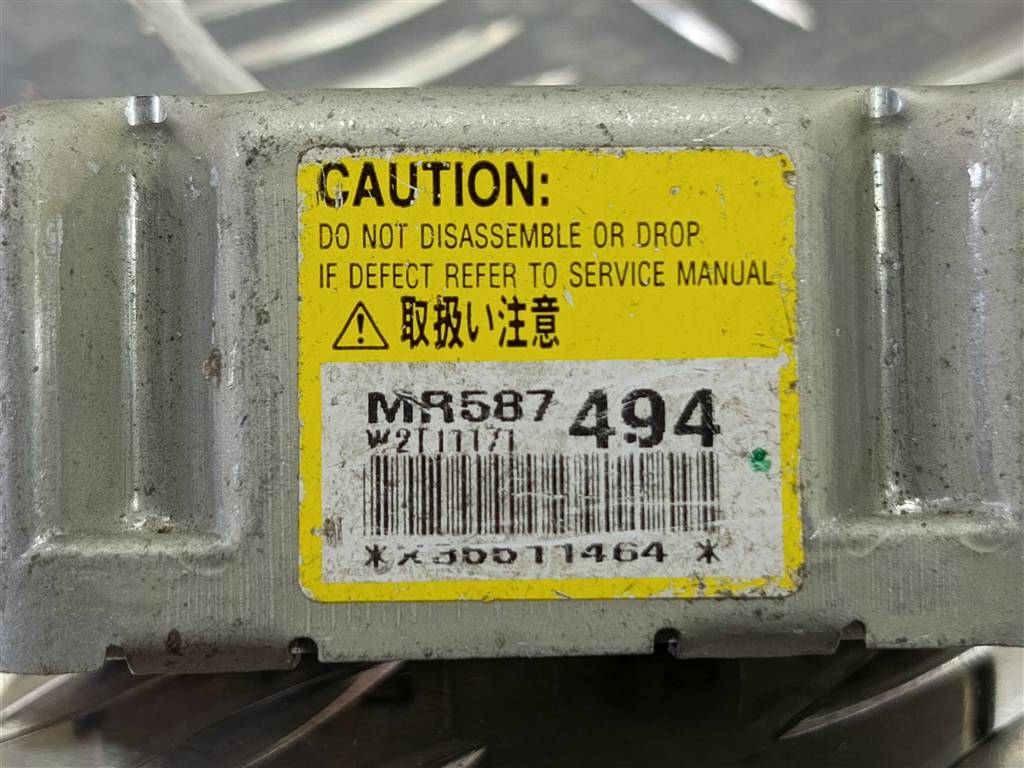 CAUTION:
DO NOT DISASSEMBLE OR DROP
IF DEFECT REFER TO SERVICE MANUAL
取扱い注意
MR587 494
W2T11171